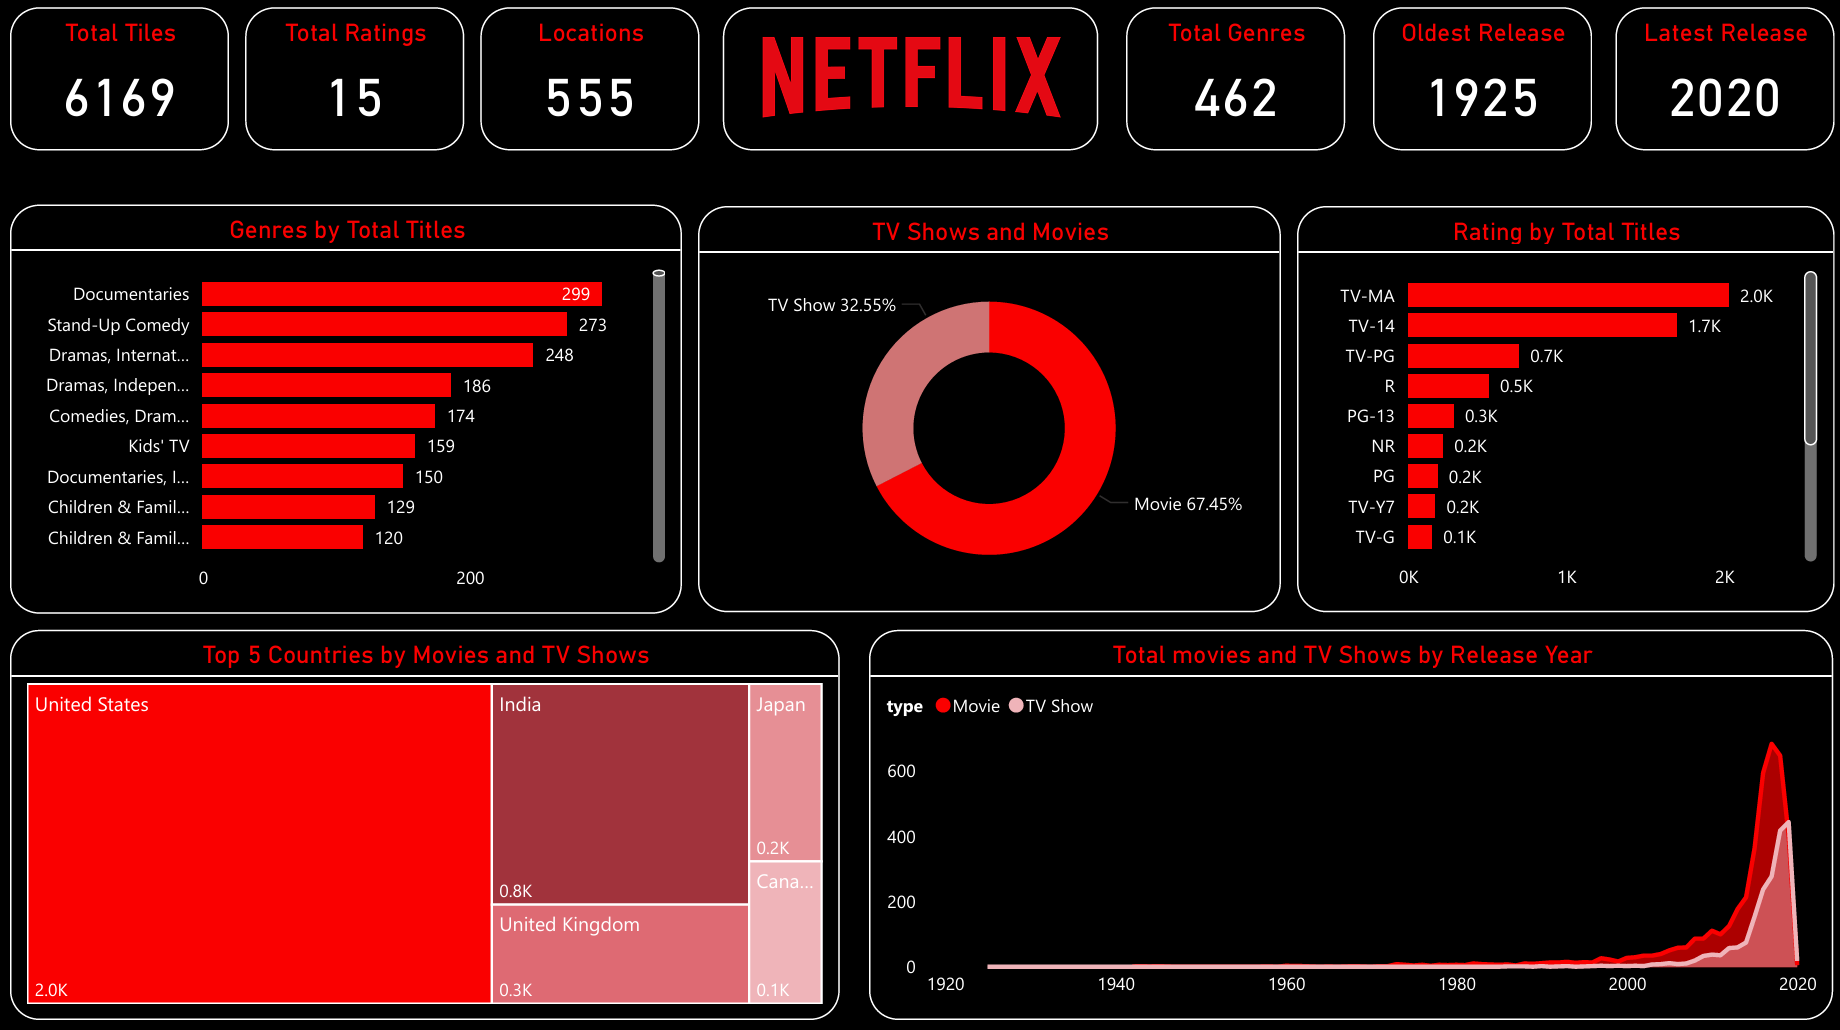 Total Tiles
6169
Total Ratings
15
Locations
555
NETFLIX
Total Genres
462
Oldest Release
1925
Latest Release
2020
Genres by Total Titles
Documentaries 299
Stand-Up Comedy 273
Dramas, Internat... 248
Dramas, Indepen... 186
Comedies, Dram... 174
Kids' TV 159
Documentaries, I... 150
Children & Famil... 129
Children & Famil... 120
0 200
TV Shows and Movies
TV Show 32.55%
Movie 67.45%
Rating by Total Titles
TV-MA 2.0K
TV-14 1.7K
TV-PG 0.7K
R 0.5K
PG-13 0.3K
NR 0.2K
PG 0.2K
TV-Y7 0.2K
TV-G 0.1K
0K 1K 2K
Top 5 Countries by Movies and TV Shows
United States
2.0K
India
0.8K
United Kingdom
0.3K
Japan
0.2K
Cana...
0.1K
Total movies and TV Shows by Release Year
type Movie TV Show
600
400
200
0
1920 1940 1960 1980 2000 2020